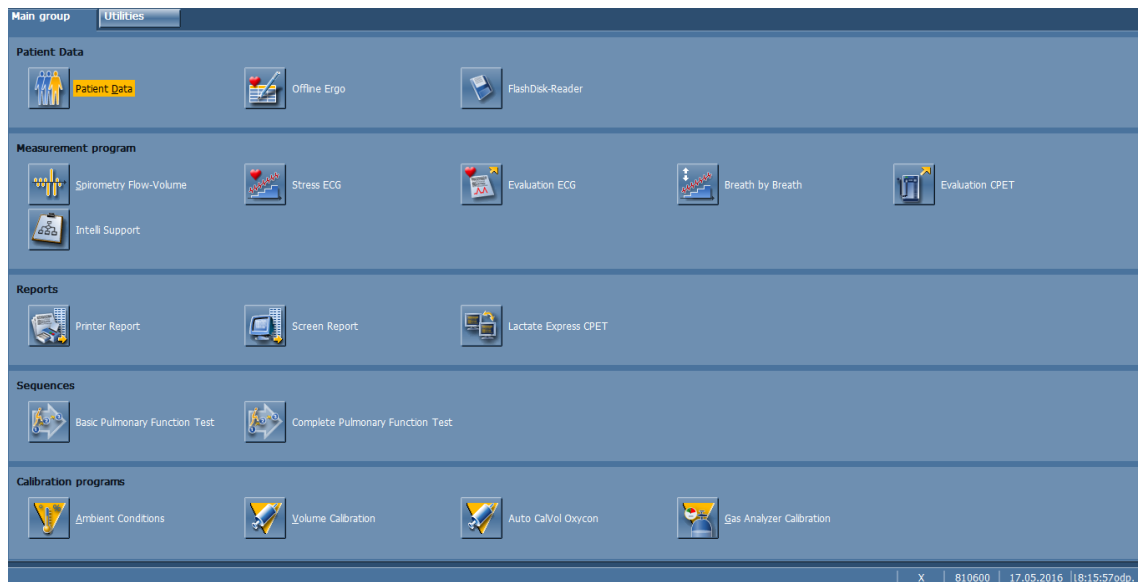 Main group Utilities
Patient Data
Patient Data Offline Ergo FlashDisk-Reader
Measurement program
Spirometry Flow-Volume Stress ECG Evaluation ECG Breath by Breath Evaluation CPET
Intelli Support
Reports
Printer Report Screen Report Lactate Express CPET
Sequences
Basic Pulmonary Function Test Complete Pulmonary Function Test
Calibration programs
Ambient Conditions Volume Calibration Auto CalVol Oxycon Gas Analyzer Calibration
X 810600 17.05.2016 18:15:57odp.